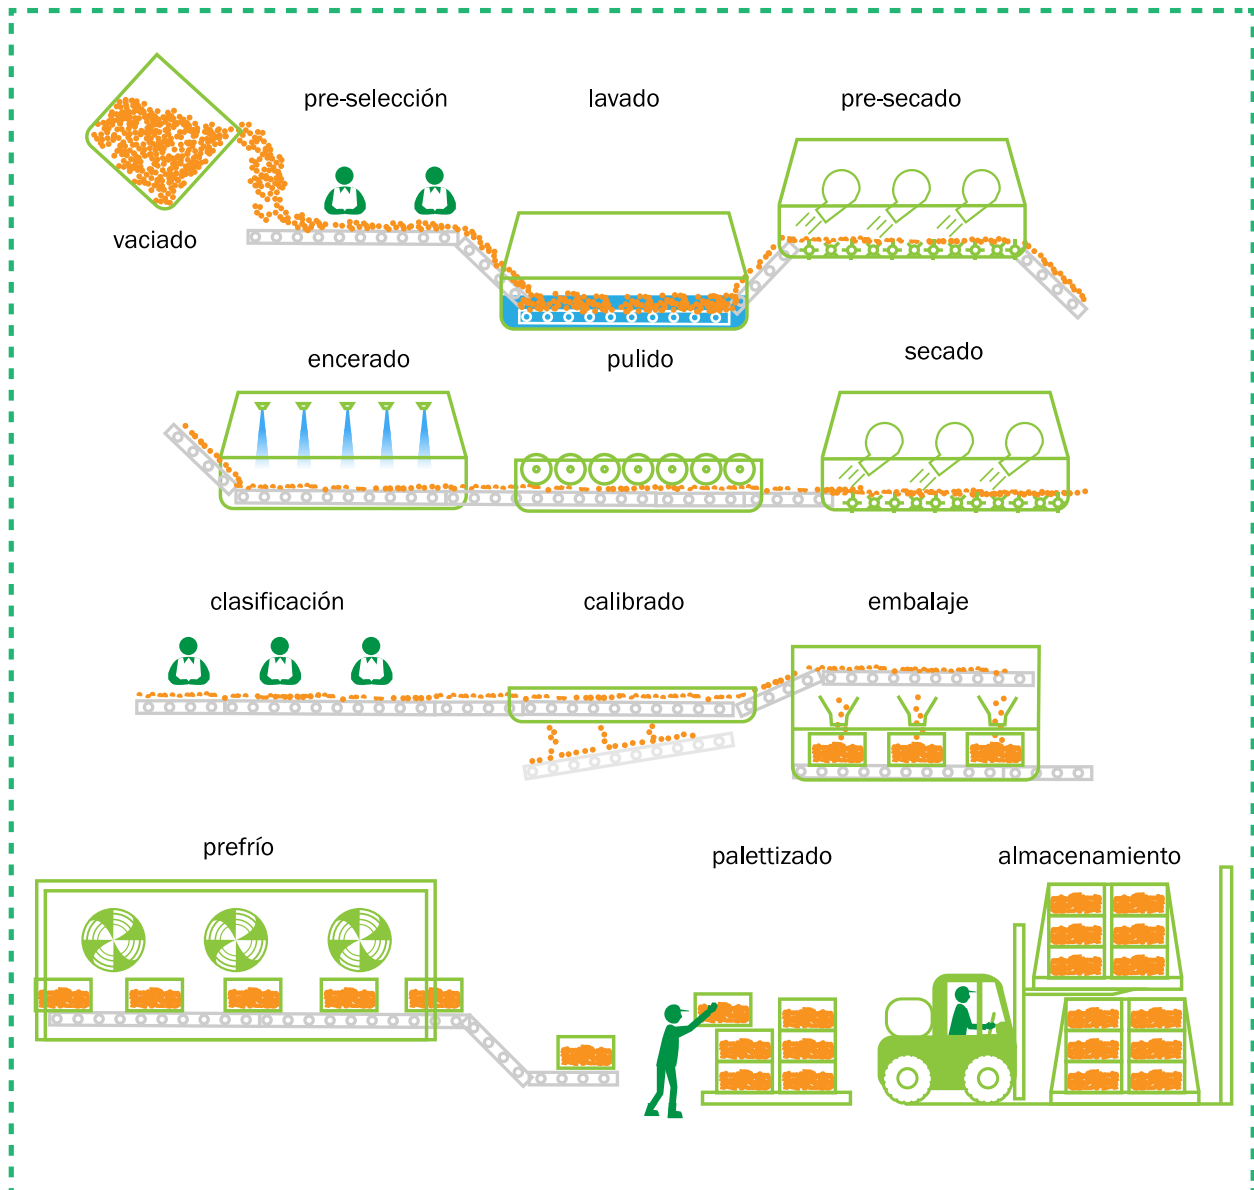 pre-selección
lavado
pre-secado
vaciado
encerado
pulido
secado
clasificación
calibrado
embalaje
prefrío
palettizado
almacenamiento